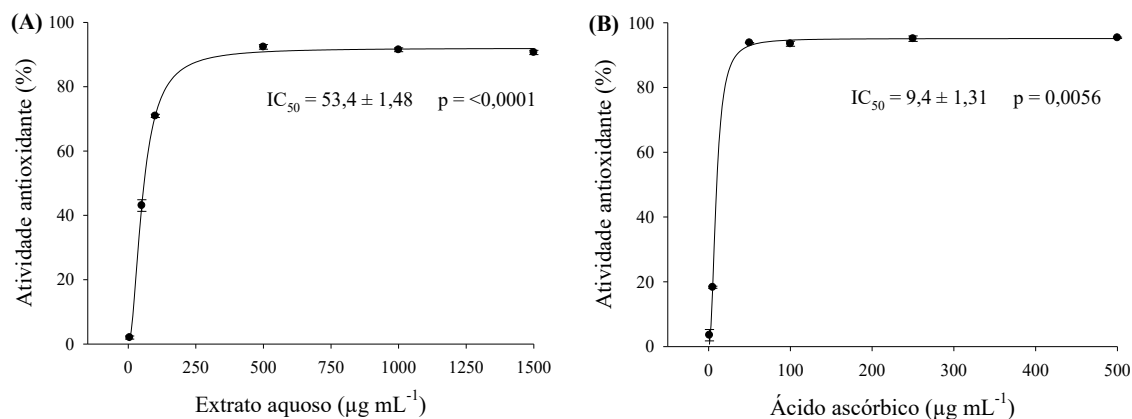 (A)
100
80
60
40
20
0
Atividade antioxidante (%)
IC₅₀ = 53,4 ± 1,48 p = <0,0001
0 250 500 750 1000 1250 1500
Extrato aquoso (µg mL⁻¹)
(B)
100
80
60
40
20
0
Atividade antioxidante (%)
IC₅₀ = 9,4 ± 1,31 p = 0,0056
0 100 200 300 400 500
Ácido ascórbico (µg mL⁻¹)